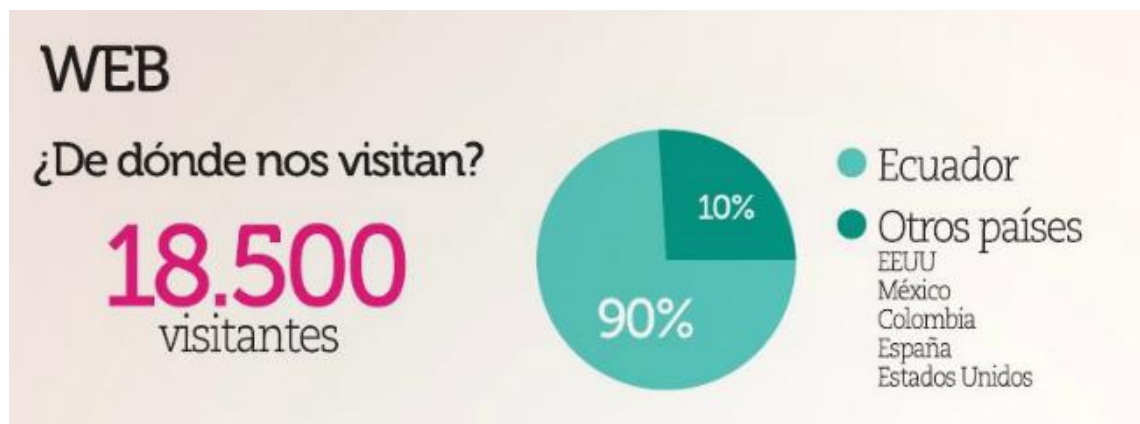 WEB
¿De dónde nos visitan?
18.500
visitantes
10%
90%
Ecuador
Otros países
EEUU
México
Colombia
España
Estados Unidos